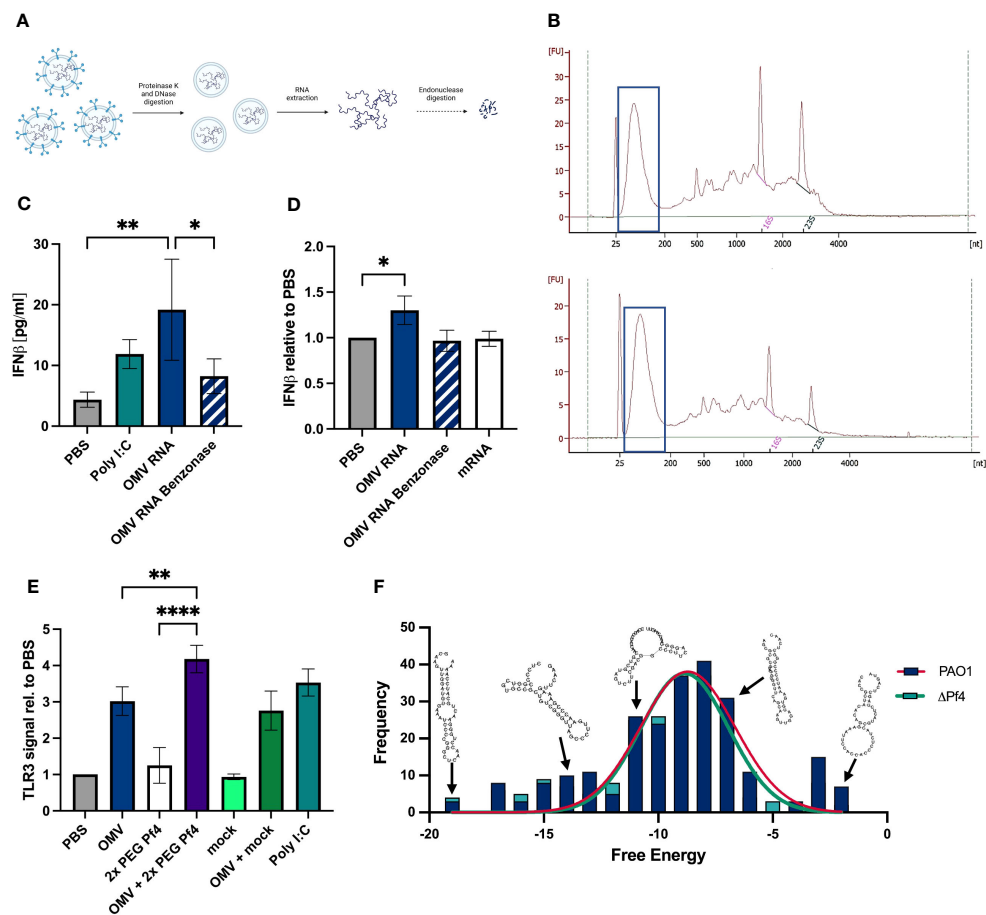 A
Proteinase K
and DNase
digestion
RNA
extraction
Endonuclease
digestion
B
[FU]
30
25
20
15
10
5
0
25
200
500
1000
16S
23S
4000
[nt]
[FU]
20
15
10
5
0
25
200
500
1000
16S
2000
23S
4000
[nt]
C
IFNβ [pg/ml]
30
20
10
0
**
*
PBS
Poly I:C
OMV RNA
OMV RNA Benzonase
D
IFNβ relative to PBS
2.0
1.5
1.0
0.5
0.0
*
PBS
OMV RNA
OMV RNA Benzonase
mRNA
E
TLR3 signal rel. to PBS
5
4
3
2
1
0
**
****
PBS
OMV
2x PEG Pf4
OMV + 2x PEG Pf4
mock
OMV + mock
Poly I:C
F
Frequency
50
40
30
20
10
0
-20
-15
-10
-5
0
Free Energy
PAO1
ΔPf4